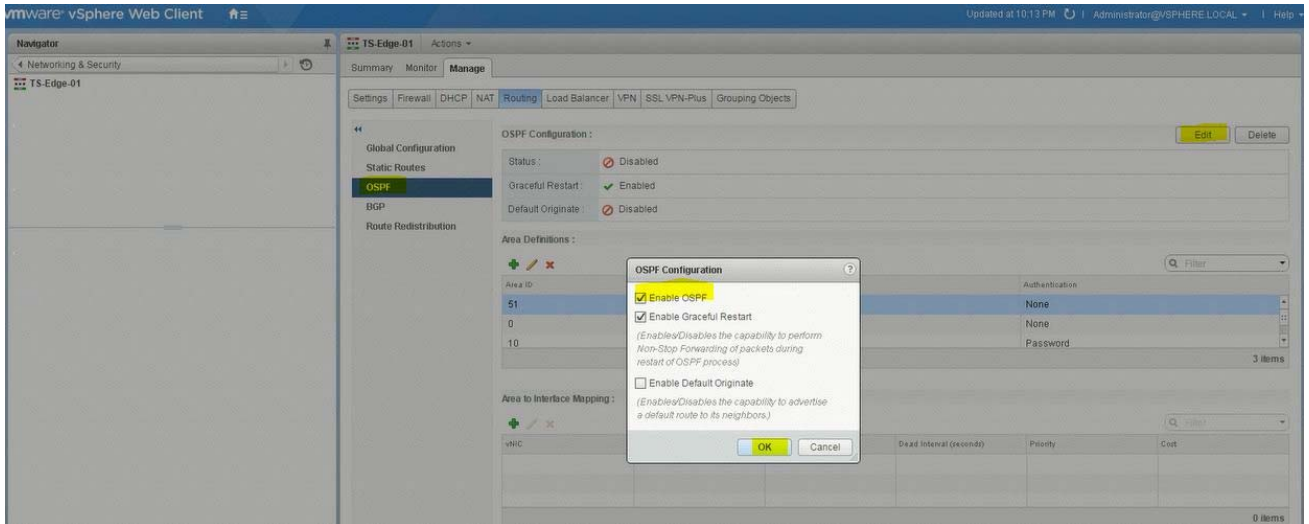 vmware vSphere Web Client
Updated at 10:13 PM | Administrator@VSPHERE.LOCAL | Help
Navigator
Networking & Security
TS-Edge-01
TS-Edge-01 Actions
Summary Monitor Manage
Settings Firewall DHCP NAT Routing Load Balancer VPN SSL VPN-Plus Grouping Objects
Global Configuration
Static Routes
OSPF
BGP
Route Redistribution
OSPF Configuration :
Edit Delete
Status : Disabled
Graceful Restart : Enabled
Default Originate : Disabled
Area Definitions :
Filter
Area ID Authentication
51 None
0 None
10 Password
3 items
Area to Interface Mapping :
Filter
vNIC Dead Interval (seconds) Priority Cost
0 items
OSPF Configuration
?
Enable OSPF
Enable Graceful Restart
(Enables/Disables the capability to perform
Non-Stop Forwarding of packets during
restart of OSPF process)
Enable Default Originate
(Enables/Disables the capability to advertise
a default route to its neighbors.)
OK Cancel